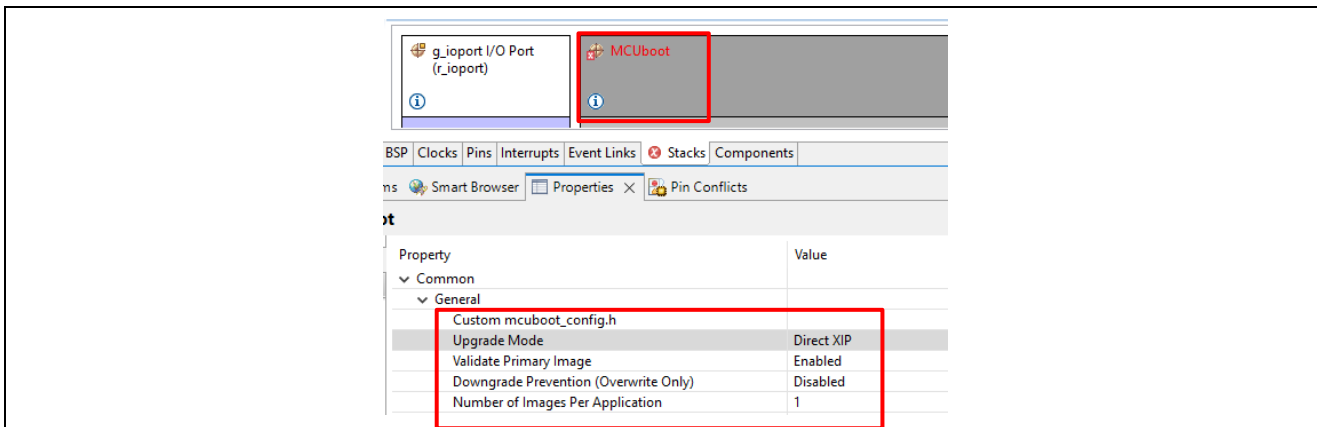 g_ioport I/O Port
(r_ioport)
MCUboot
BSP Clocks Pins Interrupts Event Links Stacks Components
Smart Browser Properties Pin Conflicts
Property Value
Common
General
Custom mcuboot_config.h
Upgrade Mode Direct XIP
Validate Primary Image Enabled
Downgrade Prevention (Overwrite Only) Disabled
Number of Images Per Application 1